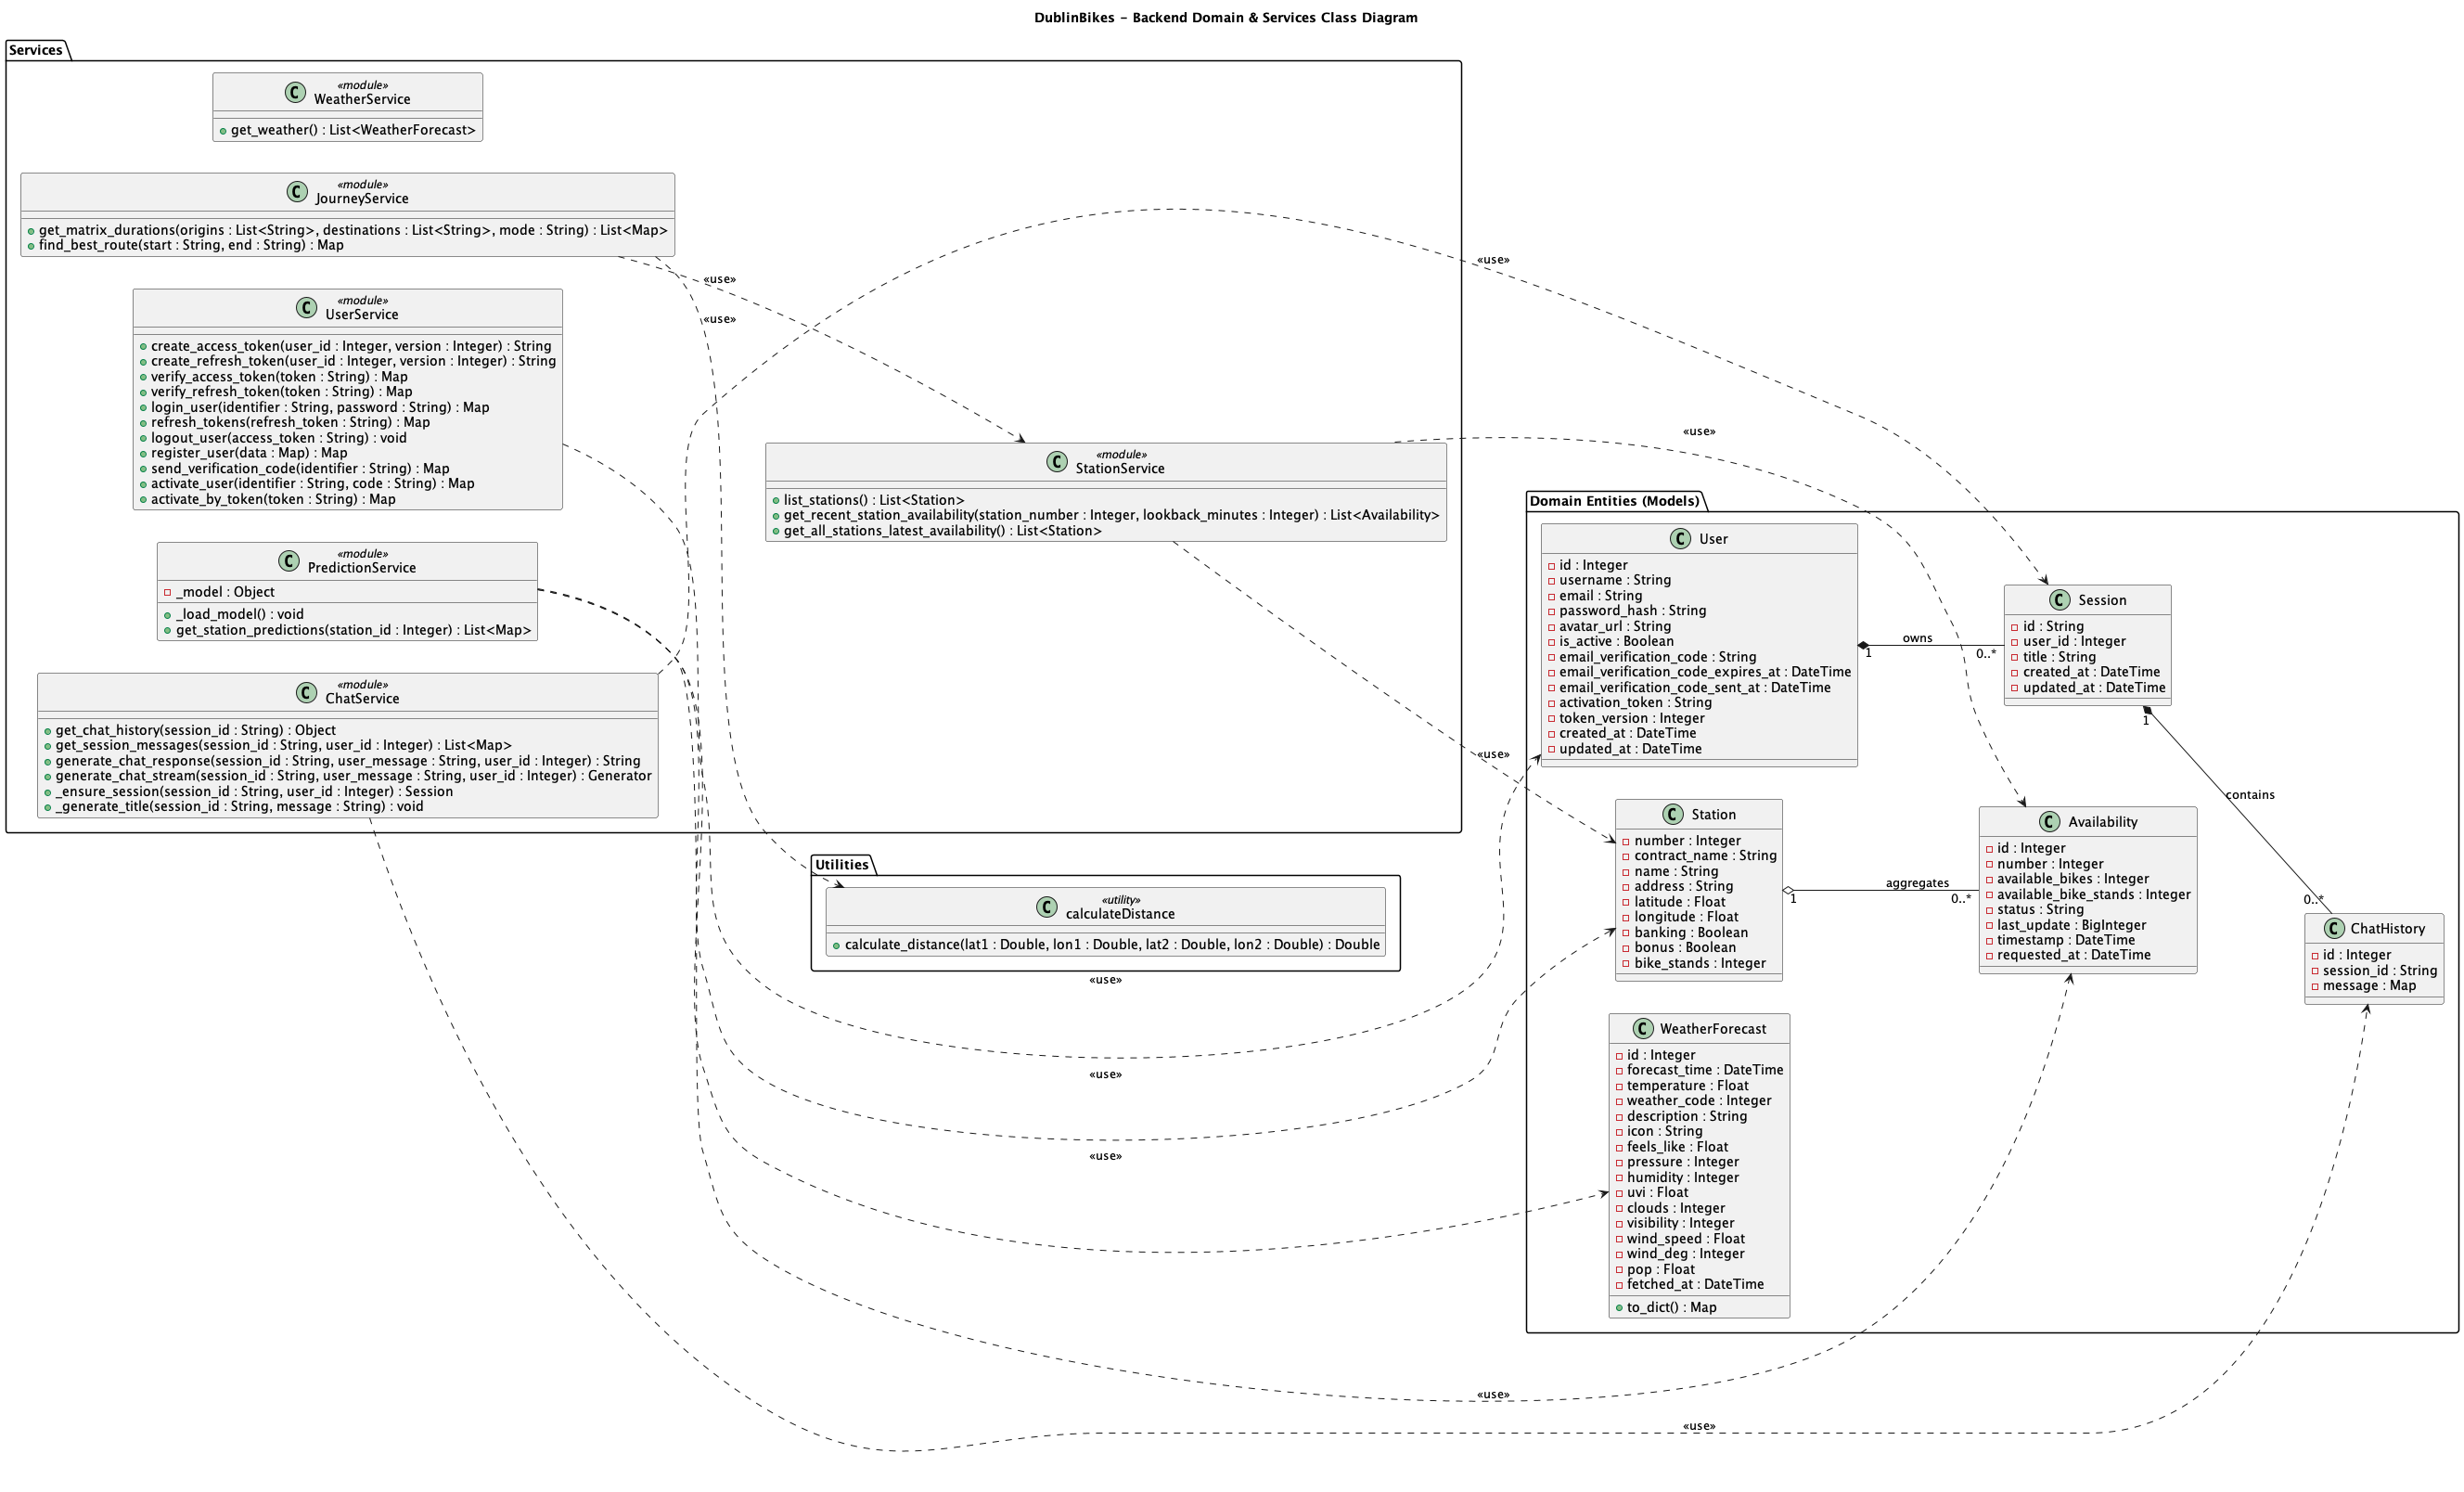 DublinBikes - Backend Domain & Services Class Diagram
Services
«module»
WeatherService
get_weather() : List<WeatherForecast>
«module»
JourneyService
get_matrix_durations(origins : List<String>, destinations : List<String>, mode : String) : List<Map>
find_best_route(start : String, end : String) : Map
«use»
«use»
«use»
«module»
UserService
create_access_token(user_id : Integer, version : Integer) : String
create_refresh_token(user_id : Integer, version : Integer) : String
verify_access_token(token : String) : Map
verify_refresh_token(token : String) : Map
login_user(identifier : String, password : String) : Map
refresh_tokens(refresh_token : String) : Map
logout_user(access_token : String) : void
register_user(data : Map) : Map
send_verification_code(identifier : String) : Map
activate_user(identifier : String, code : String) : Map
activate_by_token(token : String) : Map
«module»
StationService
list_stations() : List<Station>
get_recent_station_availability(station_number : Integer, lookback_minutes : Integer) : List<Availability>
get_all_stations_latest_availability() : List<Station>
«use»
«module»
PredictionService
_model : Object
_load_model() : void
get_station_predictions(station_id : Integer) : List<Map>
«module»
ChatService
get_chat_history(session_id : String) : Object
get_session_messages(session_id : String, user_id : Integer) : List<Map>
generate_chat_response(session_id : String, user_message : String, user_id : Integer) : String
generate_chat_stream(session_id : String, user_message : String, user_id : Integer) : Generator
_ensure_session(session_id : String, user_id : Integer) : Session
_generate_title(session_id : String, message : String) : void
«use»
Utilities
«utility»
calculateDistance
calculate_distance(lat1 : Double, lon1 : Double, lat2 : Double, lon2 : Double) : Double
«use»
«use»
«use»
«use»
«use»
Domain Entities (Models)
User
id : Integer
username : String
email : String
password_hash : String
avatar_url : String
is_active : Boolean
email_verification_code : String
email_verification_code_expires_at : DateTime
email_verification_code_sent_at : DateTime
activation_token : String
token_version : Integer
created_at : DateTime
updated_at : DateTime
owns
1
0..*
Session
id : String
user_id : Integer
title : String
created_at : DateTime
updated_at : DateTime
1
contains
0..*
Station
number : Integer
contract_name : String
name : String
address : String
latitude : Float
longitude : Float
banking : Boolean
bonus : Boolean
bike_stands : Integer
aggregates
1
0..*
Availability
id : Integer
number : Integer
available_bikes : Integer
available_bike_stands : Integer
status : String
last_update : BigInteger
timestamp : DateTime
requested_at : DateTime
ChatHistory
id : Integer
session_id : String
message : Map
WeatherForecast
id : Integer
forecast_time : DateTime
temperature : Float
weather_code : Integer
description : String
icon : String
feels_like : Float
pressure : Integer
humidity : Integer
uvi : Float
clouds : Integer
visibility : Integer
wind_speed : Float
wind_deg : Integer
pop : Float
fetched_at : DateTime
to_dict() : Map